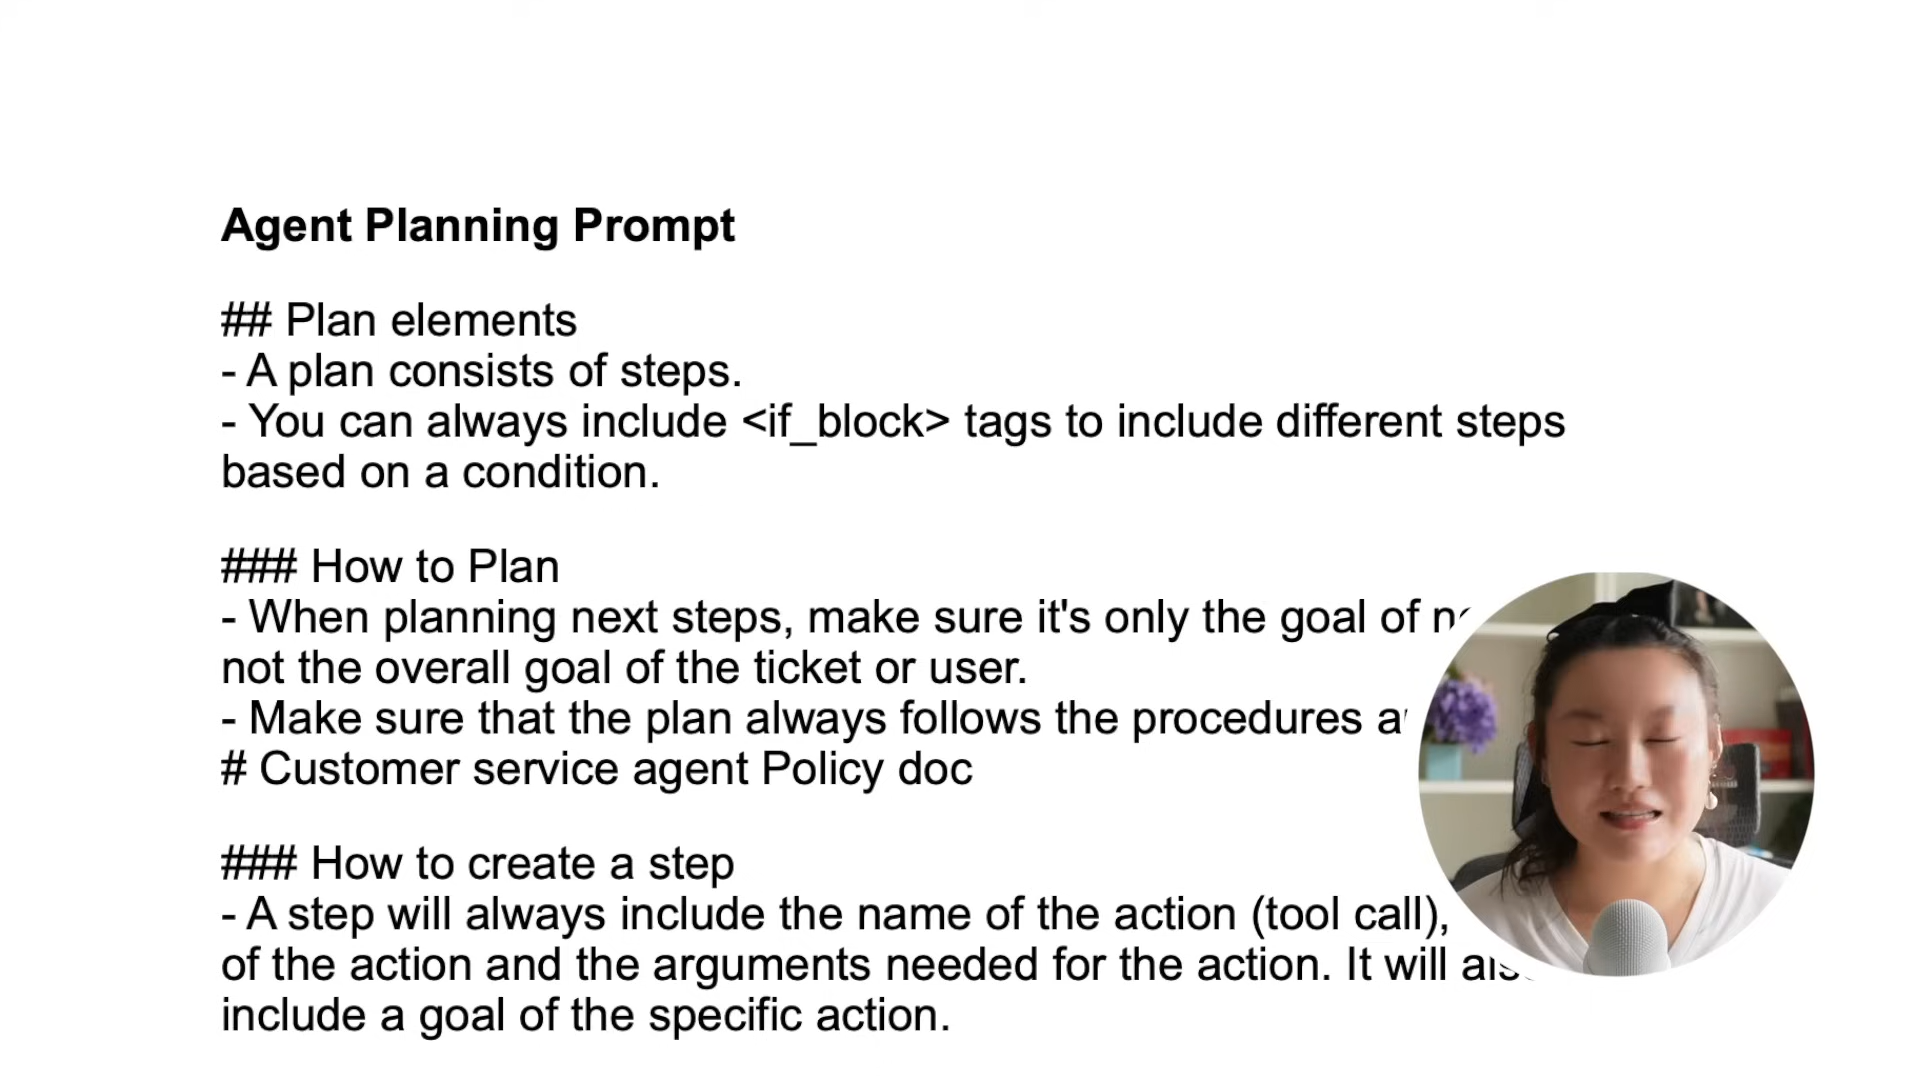 Agent Planning Prompt
## Plan elements
- A plan consists of steps.
- You can always include <if_block> tags to include different steps
based on a condition.
### How to Plan
- When planning next steps, make sure it's only the goal of
not the overall goal of the ticket or user.
- Make sure that the plan always follows the procedures
# Customer service agent Policy doc
### How to create a step
- A step will always include the name of the action (tool call),
of the action and the arguments needed for the action. It will
include a goal of the specific action.